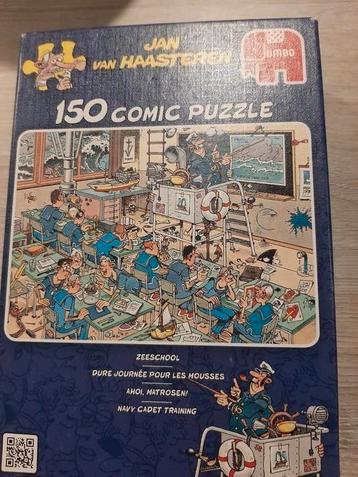 JAN
VAN HAASTEREN
JUMBO
150 COMIC PUZZLE
ZEESCHOOL
DURE JOURNÉE POUR LES MOUSSES
AHOI, MATROSEN!
NAVY CADET TRAINING